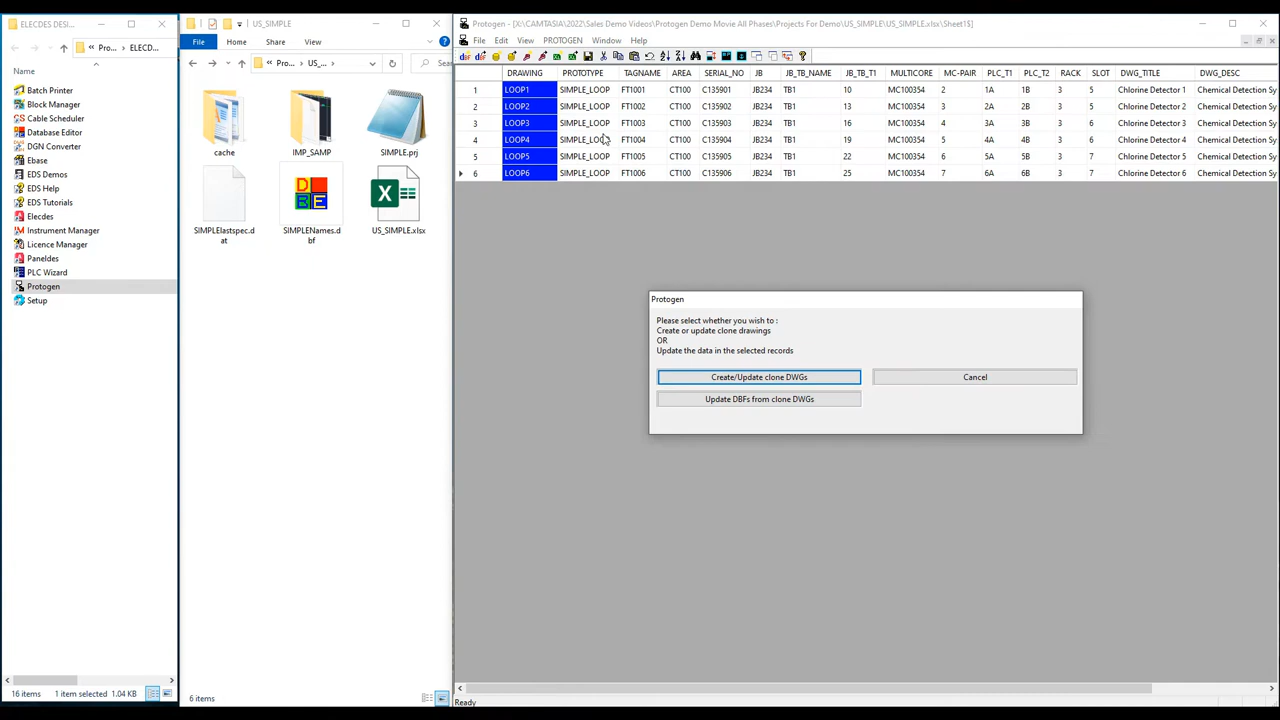 ELECDES DESI...
Pro...
ELECD...
Name
Batch Printer
Block Manager
Cable Scheduler
Database Editor
DGN Converter
Ebase
EDS Demos
EDS Help
EDS Tutorials
Elecdes
Instrument Manager
Licence Manager
Paneldes
PLC Wizard
Protogen
Setup
16 items 1 item selected 1.04 KB
US_SIMPLE
File Home Share View
Pro... US_...
Sear
cache
IMP_SAMP
SIMPLE.prj
SIMPLElastspec.d
at
SIMPLENames.d
bf
US_SIMPLE.xlsx
6 items
Protogen - [X:\CAMTASIA\2022\Sales Demo Videos\Protogen Demo Movie All Phases\Projects For Demo\US_SIMPLE\US_SIMPLE.xlsx/Sheet1$]
File Edit View PROTOGEN Window Help
DRAWING PROTOTYPE TAGNAME AREA SERIAL_NO JB JB_TB_NAME JB_TB_T1 MULTICORE MC-PAIR PLC_T1 PLC_T2 RACK SLOT DWG_TITLE DWG_DESC
1 LOOP1 SIMPLE_LOOP FT1001 CT100 C135901 JB234 TB1 10 MC100354 2 1A 1B 3 5 Chlorine Detector 1 Chemical Detection Sy
2 LOOP2 SIMPLE_LOOP FT1002 CT100 C135902 JB234 TB1 13 MC100354 3 2A 2B 3 5 Chlorine Detector 2 Chemical Detection Sy
3 LOOP3 SIMPLE_LOOP FT1003 CT100 C135903 JB234 TB1 16 MC100354 4 3A 3B 3 6 Chlorine Detector 3 Chemical Detection Sy
4 LOOP4 SIMPLE_LOOP FT1004 CT100 C135904 JB234 TB1 19 MC100354 5 4A 4B 3 6 Chlorine Detector 4 Chemical Detection Sy
5 LOOP5 SIMPLE_LOOP FT1005 CT100 C135905 JB234 TB1 22 MC100354 6 5A 5B 3 7 Chlorine Detector 5 Chemical Detection Sy
6 LOOP6 SIMPLE_LOOP FT1006 CT100 C135906 JB234 TB1 25 MC100354 7 6A 6B 3 7 Chlorine Detector 6 Chemical Detection Sy
Protogen
Please select whether you wish to :
Create or update clone drawings
OR
Update the data in the selected records
Create/Update clone DWGs Cancel
Update DBFs from clone DWGs
Ready